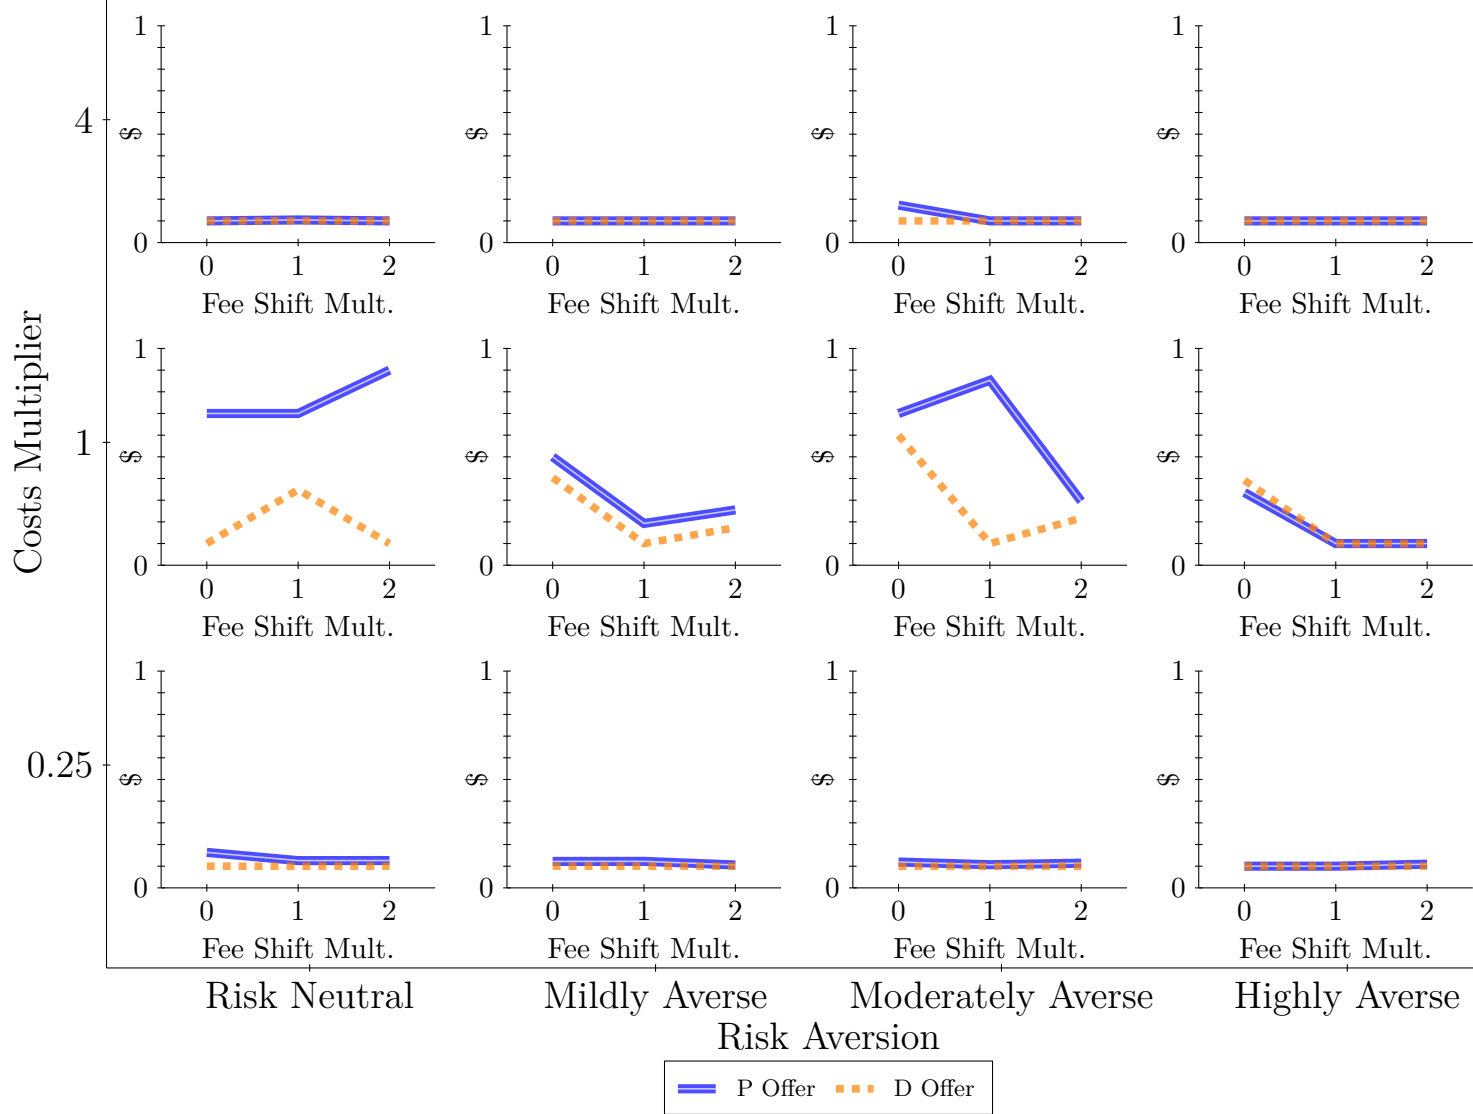 1
1
1
1
4
$
$
$
$
0
0
0
0
0 1 2
0 1 2
0 1 2
0 1 2
Fee Shift Mult.
Fee Shift Mult.
Fee Shift Mult.
Fee Shift Mult.
Costs Multiplier
1
1
1
1
1
$
$
$
$
0
0
0
0
0 1 2
0 1 2
0 1 2
0 1 2
Fee Shift Mult.
Fee Shift Mult.
Fee Shift Mult.
Fee Shift Mult.
1
1
1
1
0.25
$
$
$
$
0
0
0
0
0 1 2
0 1 2
0 1 2
0 1 2
Fee Shift Mult.
Fee Shift Mult.
Fee Shift Mult.
Fee Shift Mult.
Risk Neutral
Mildly Averse
Moderately Averse
Highly Averse
Risk Aversion
P Offer
D Offer